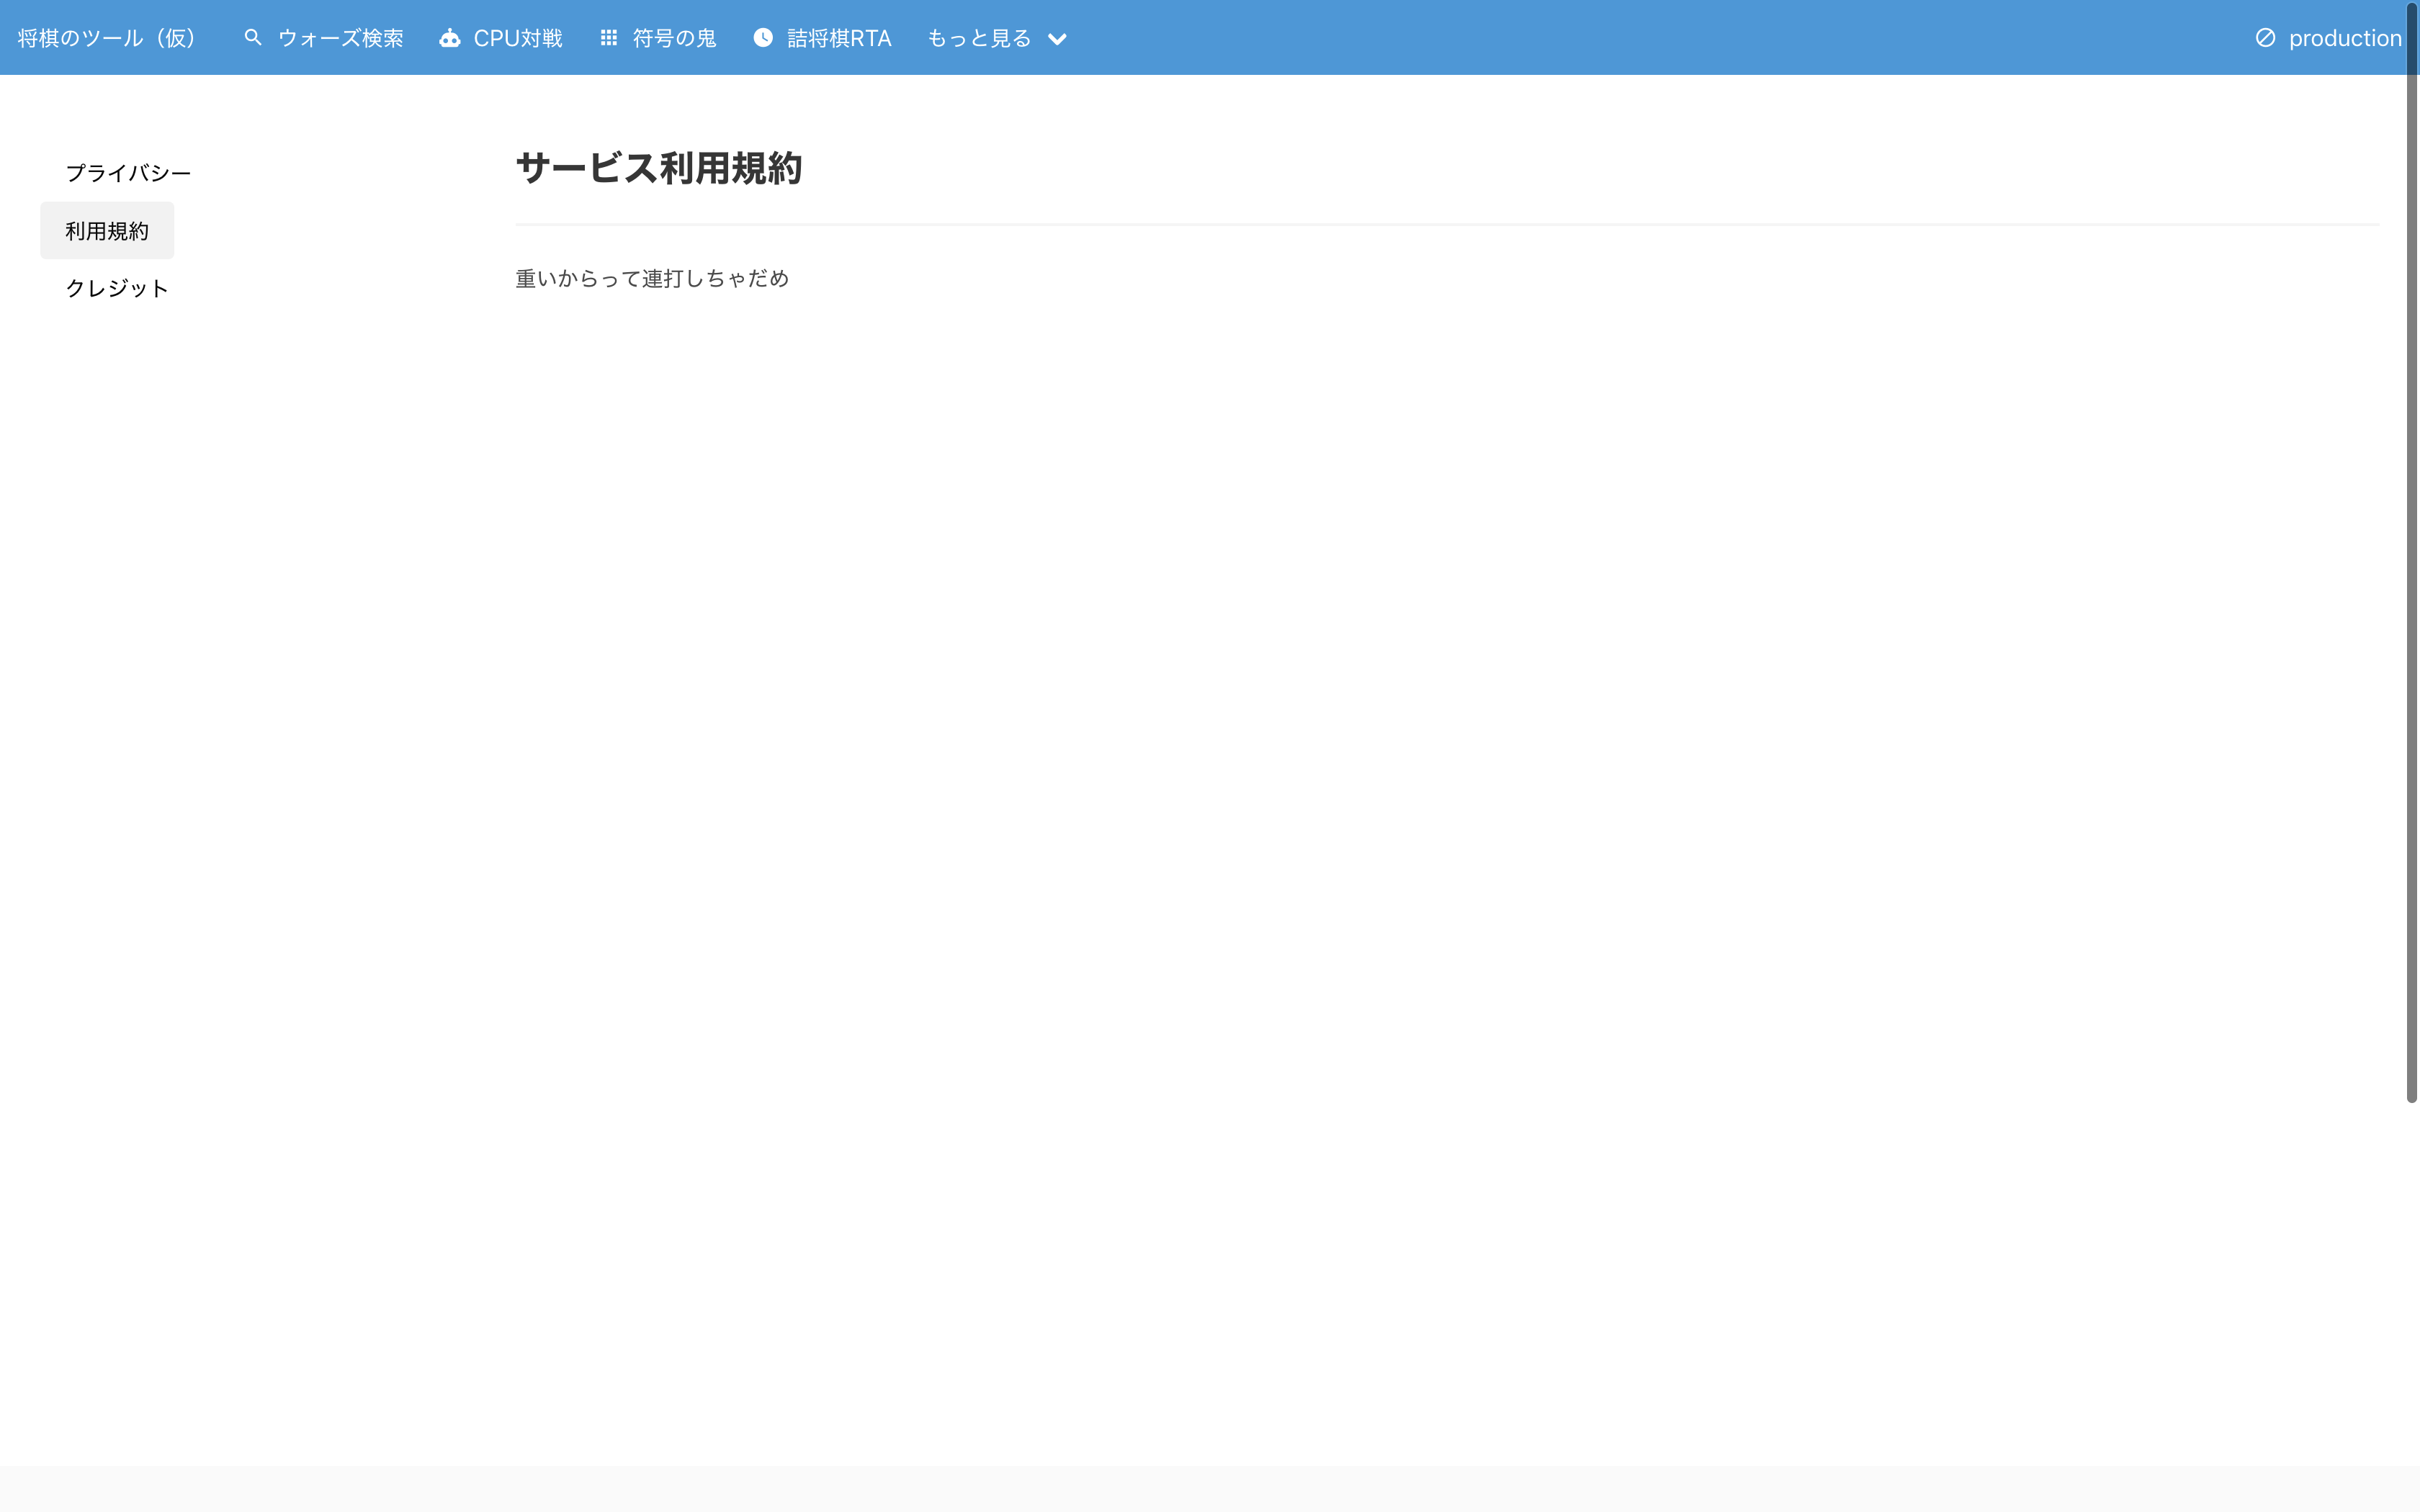 将棋のツール（仮） ウォーズ検索 CPU対戦 符号の鬼 詰将棋RTA もっと見る production
プライバシー
利用規約
クレジット
サービス利用規約
重いからって連打しちゃだめ